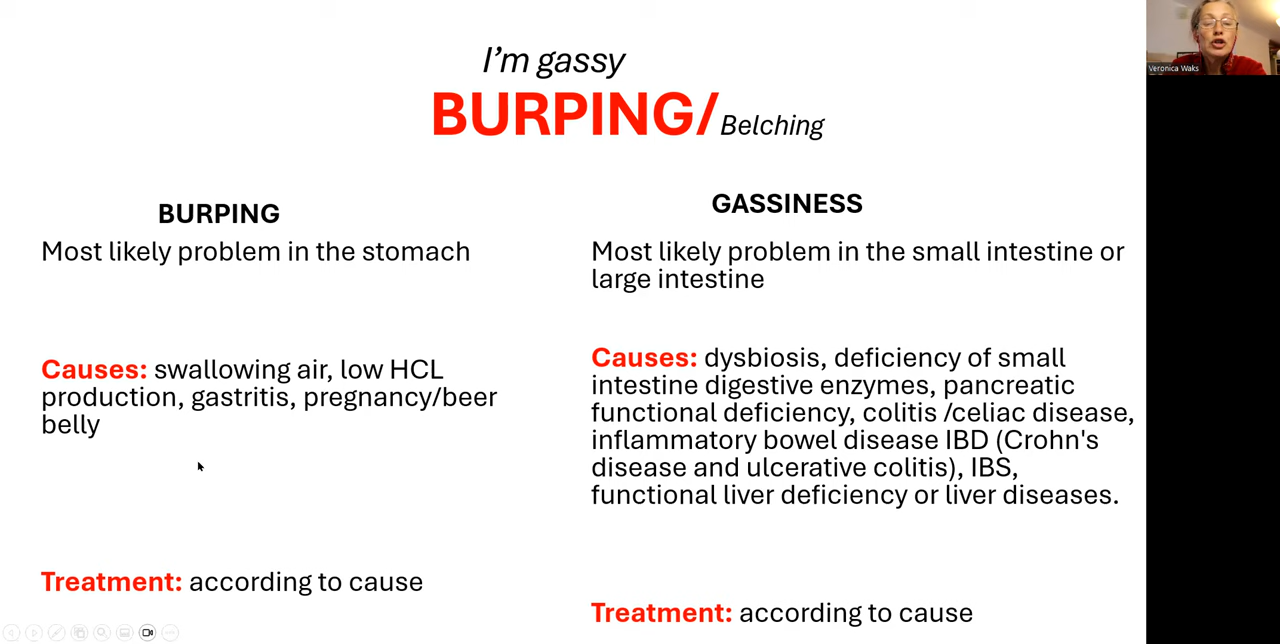 I’m gassy
BURPING/Belching
BURPING
Most likely problem in the stomach
Causes: swallowing air, low HCL
production, gastritis, pregnancy/beer
belly
Treatment: according to cause
GASSINESS
Most likely problem in the small intestine or
large intestine
Causes: dysbiosis, deficiency of small
intestine digestive enzymes, pancreatic
functional deficiency, colitis /celiac disease,
inflammatory bowel disease IBD (Crohn's
disease and ulcerative colitis), IBS,
functional liver deficiency or liver diseases.
Treatment: according to cause
Veronica Waks